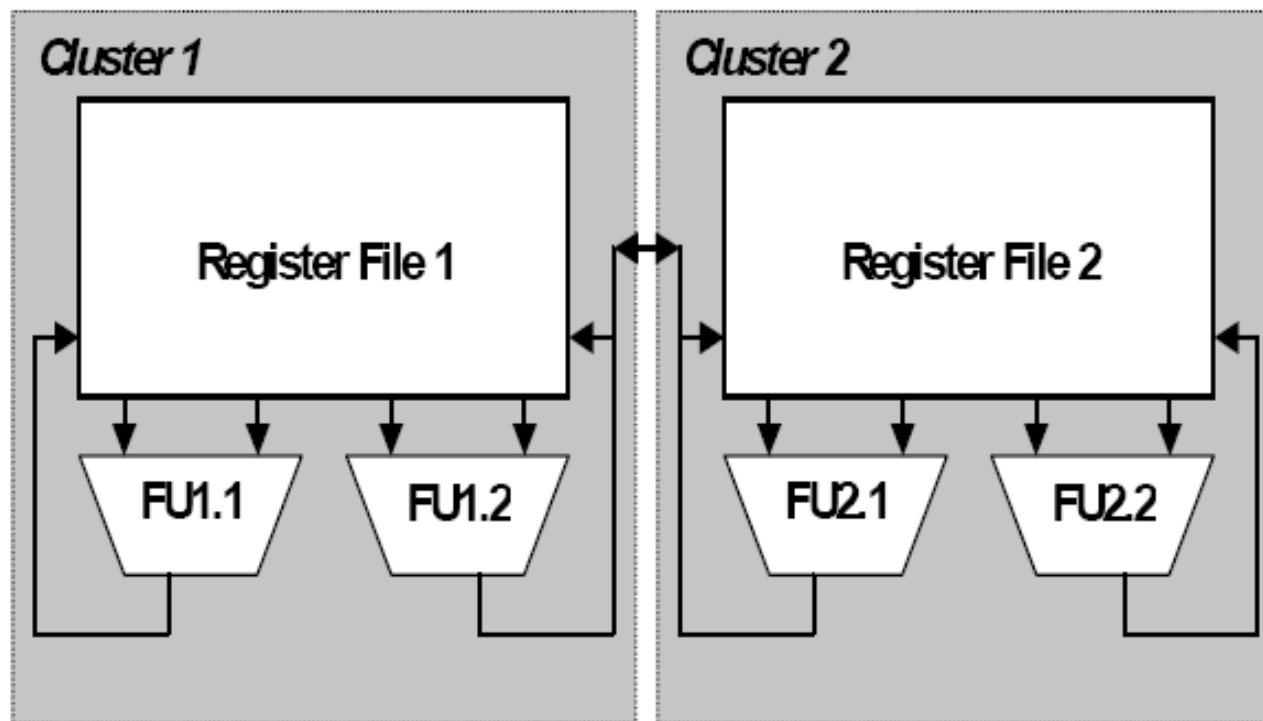 Cluster 1
Cluster 2
Register File 1
Register File 2
FU1.1
FU1.2
FU2.1
FU2.2